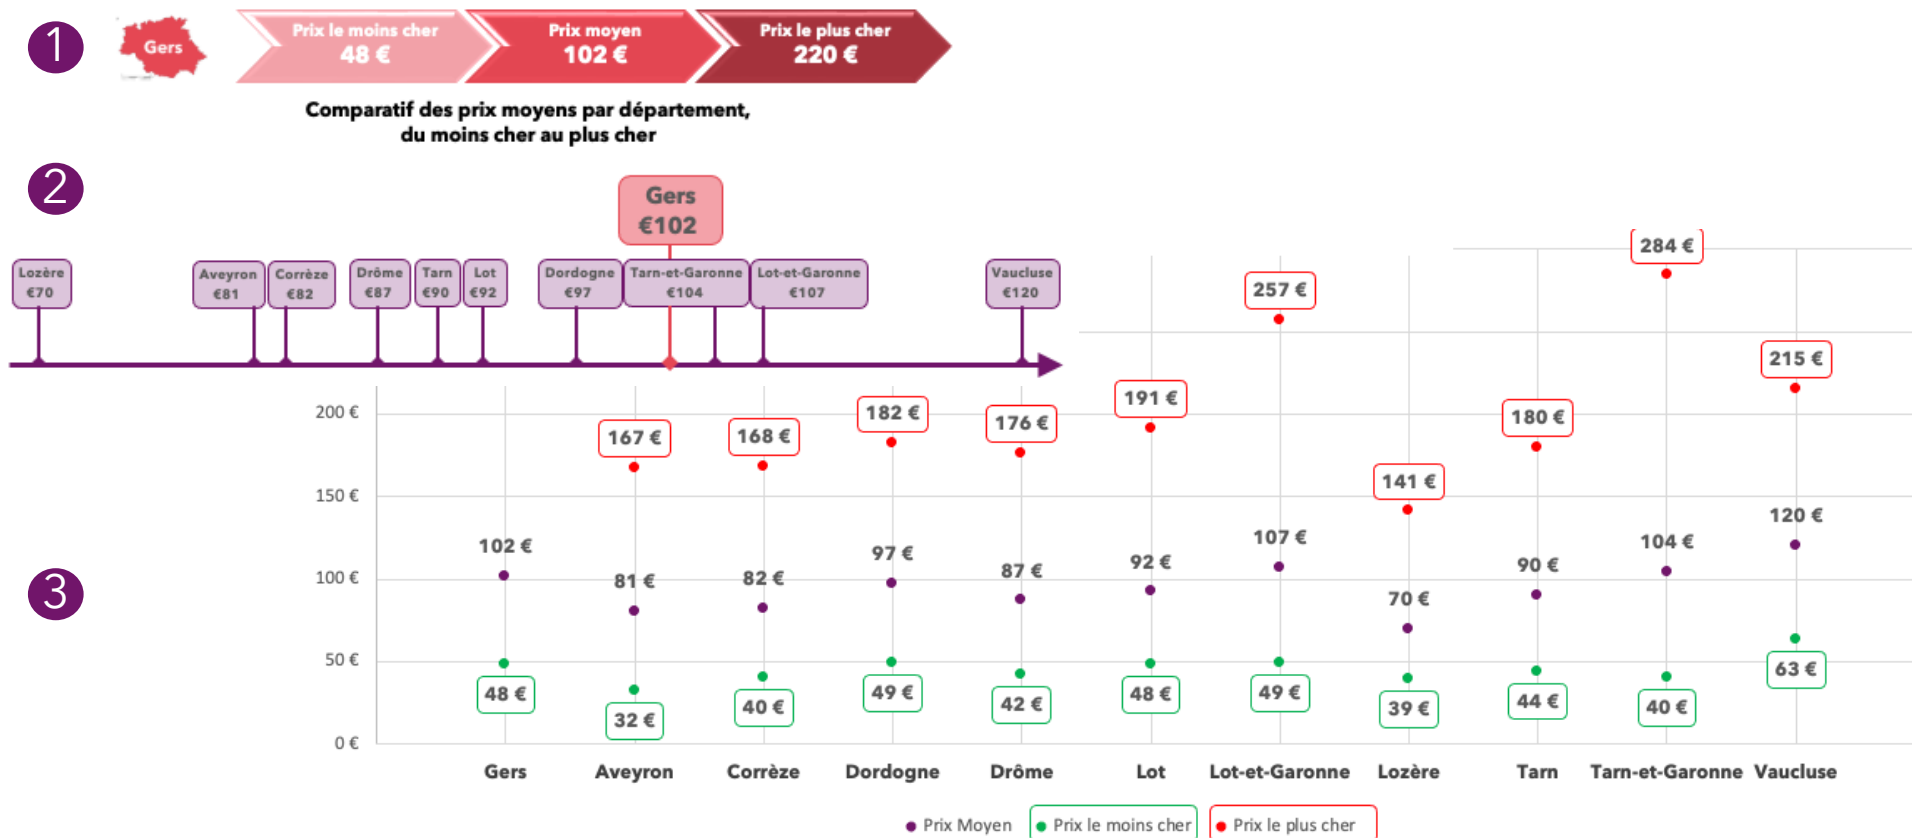 1
Gers
Prix le moins cher
48 €
Prix moyen
102 €
Prix le plus cher
220 €
Comparatif des prix moyens par département,
du moins cher au plus cher
2
Gers
€102
Lozère
€70
Aveyron
€81
Corrèze
€82
Drôme
€87
Tarn
€90
Lot
€92
Dordogne
€97
Tarn-et-Garonne
€104
Lot-et-Garonne
€107
Vaucluse
€120
3
200 €
150 €
100 €
50 €
0 €
102 €
48 €
167 €
81 €
32 €
168 €
82 €
40 €
182 €
97 €
49 €
176 €
87 €
42 €
191 €
92 €
48 €
257 €
107 €
49 €
141 €
70 €
39 €
180 €
90 €
44 €
284 €
104 €
40 €
215 €
120 €
63 €
Gers Aveyron Corrèze Dordogne Drôme Lot Lot-et-Garonne Lozère Tarn Tarn-et-Garonne Vaucluse
Prix Moyen Prix le moins cher Prix le plus cher